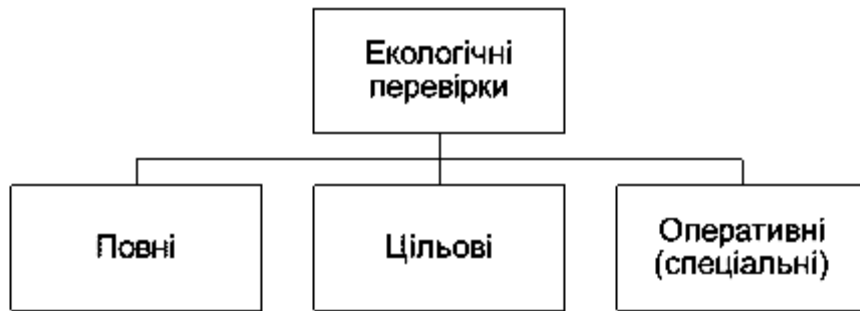 Екологічні
перевірки
Повні
Цільові
Оперативні
(спеціальні)